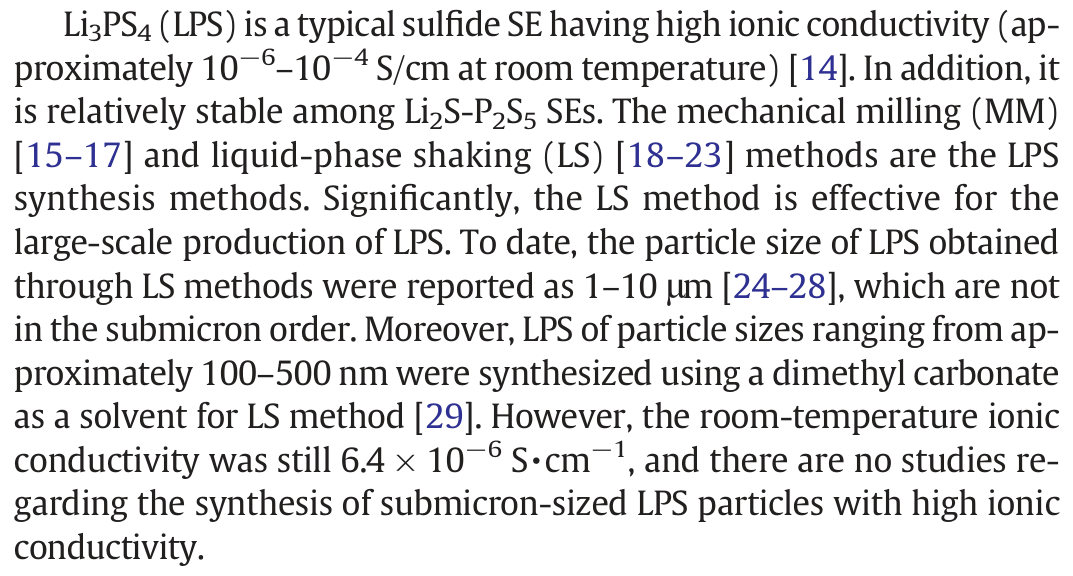 Li₃PS₄ (LPS) is a typical sulfide SE having high ionic conductivity (ap-
proximately 10⁻⁶–10⁻⁴ S/cm at room temperature) [14]. In addition, it
is relatively stable among Li₂S-P₂S₅ SEs. The mechanical milling (MM)
[15–17] and liquid-phase shaking (LS) [18–23] methods are the LPS
synthesis methods. Significantly, the LS method is effective for the
large-scale production of LPS. To date, the particle size of LPS obtained
through LS methods were reported as 1–10 μm [24–28], which are not
in the submicron order. Moreover, LPS of particle sizes ranging from ap-
proximately 100–500 nm were synthesized using a dimethyl carbonate
as a solvent for LS method [29]. However, the room-temperature ionic
conductivity was still 6.4 × 10⁻⁶ S·cm⁻¹, and there are no studies re-
garding the synthesis of submicron-sized LPS particles with high ionic
conductivity.